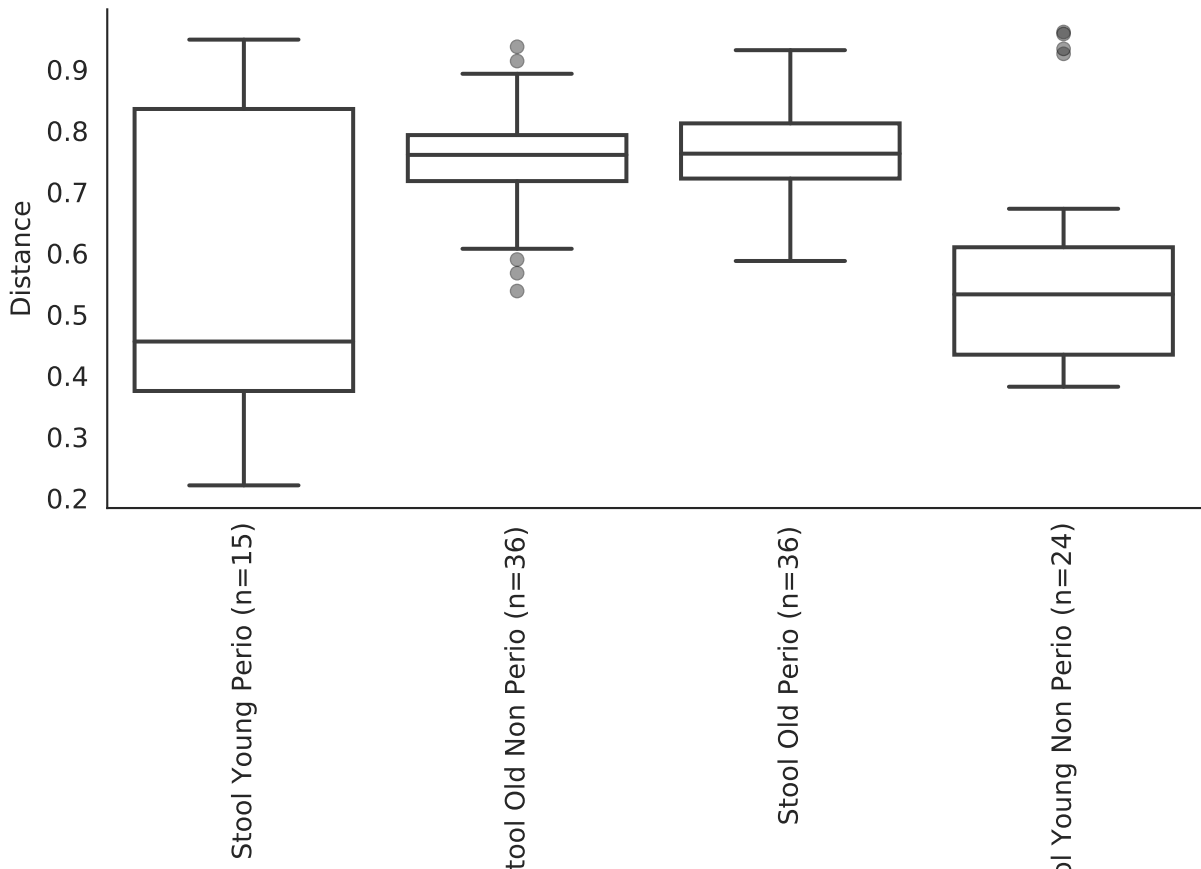 Distance
0.9
0.8
0.7
0.6
0.5
0.4
0.3
0.2
Stool Young Perio (n=15)
tool Old Non Perio (n=36)
Stool Old Perio (n=36)
ol Young Non Perio (n=24)